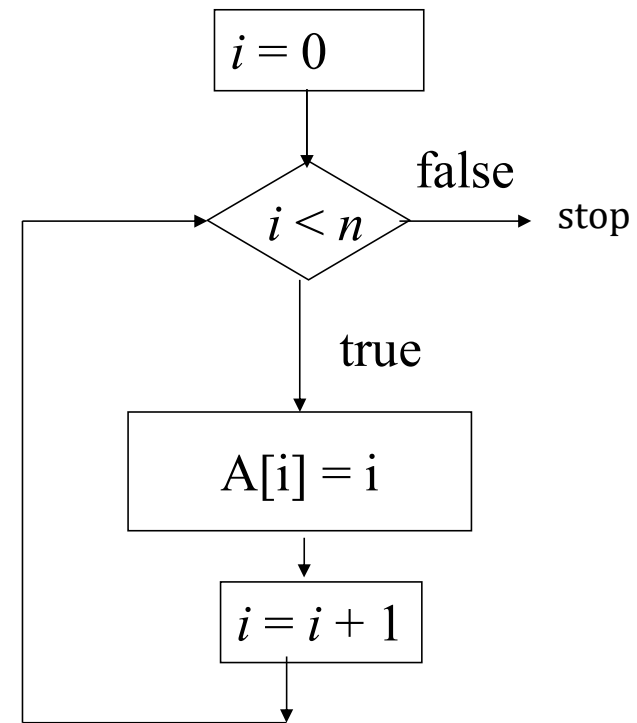 i = 0
false
i < n
stop
true
A[i] = i
i = i + 1